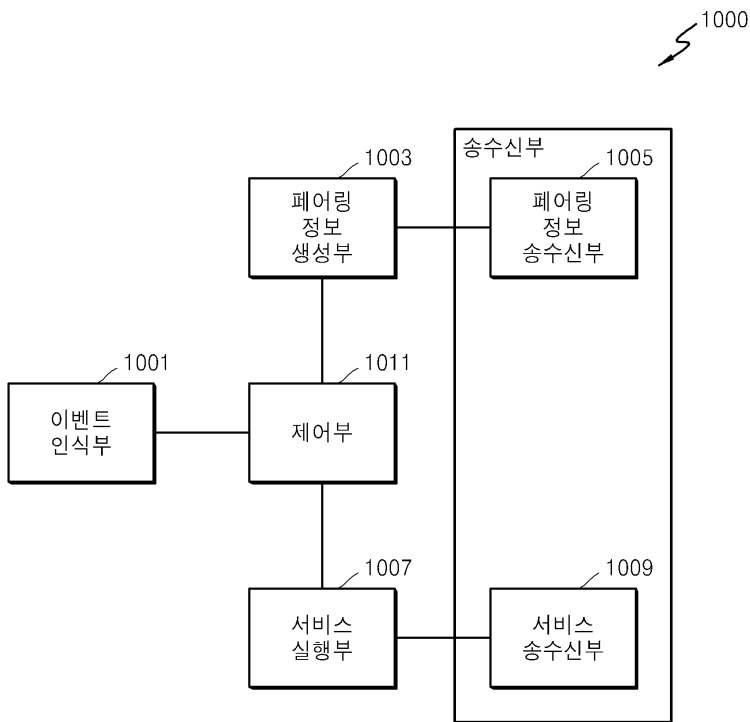 1000
송수신부
1003
페어링
정보
생성부
1005
페어링
정보
송수신부
1001
이벤트
인식부
1011
제어부
1007
서비스
실행부
1009
서비스
송수신부